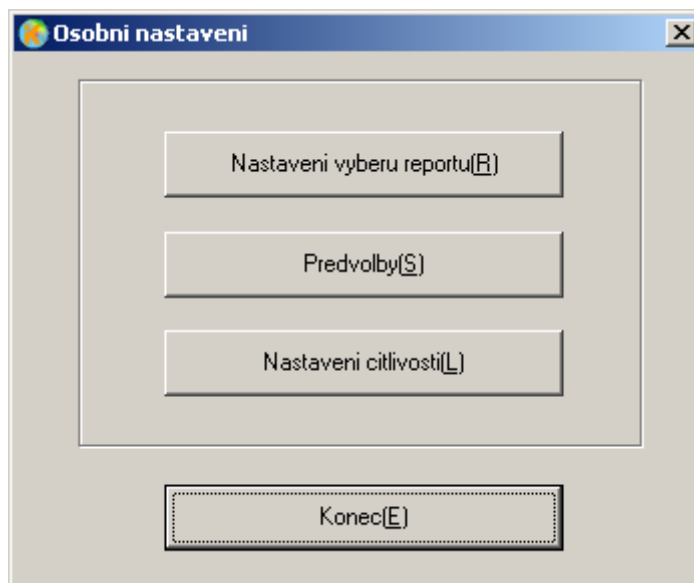 Osobni nastaveni
Nastaveni vyberu reportu(R)
Predvolby(S)
Nastaveni citlivosti(L)
Konec(E)